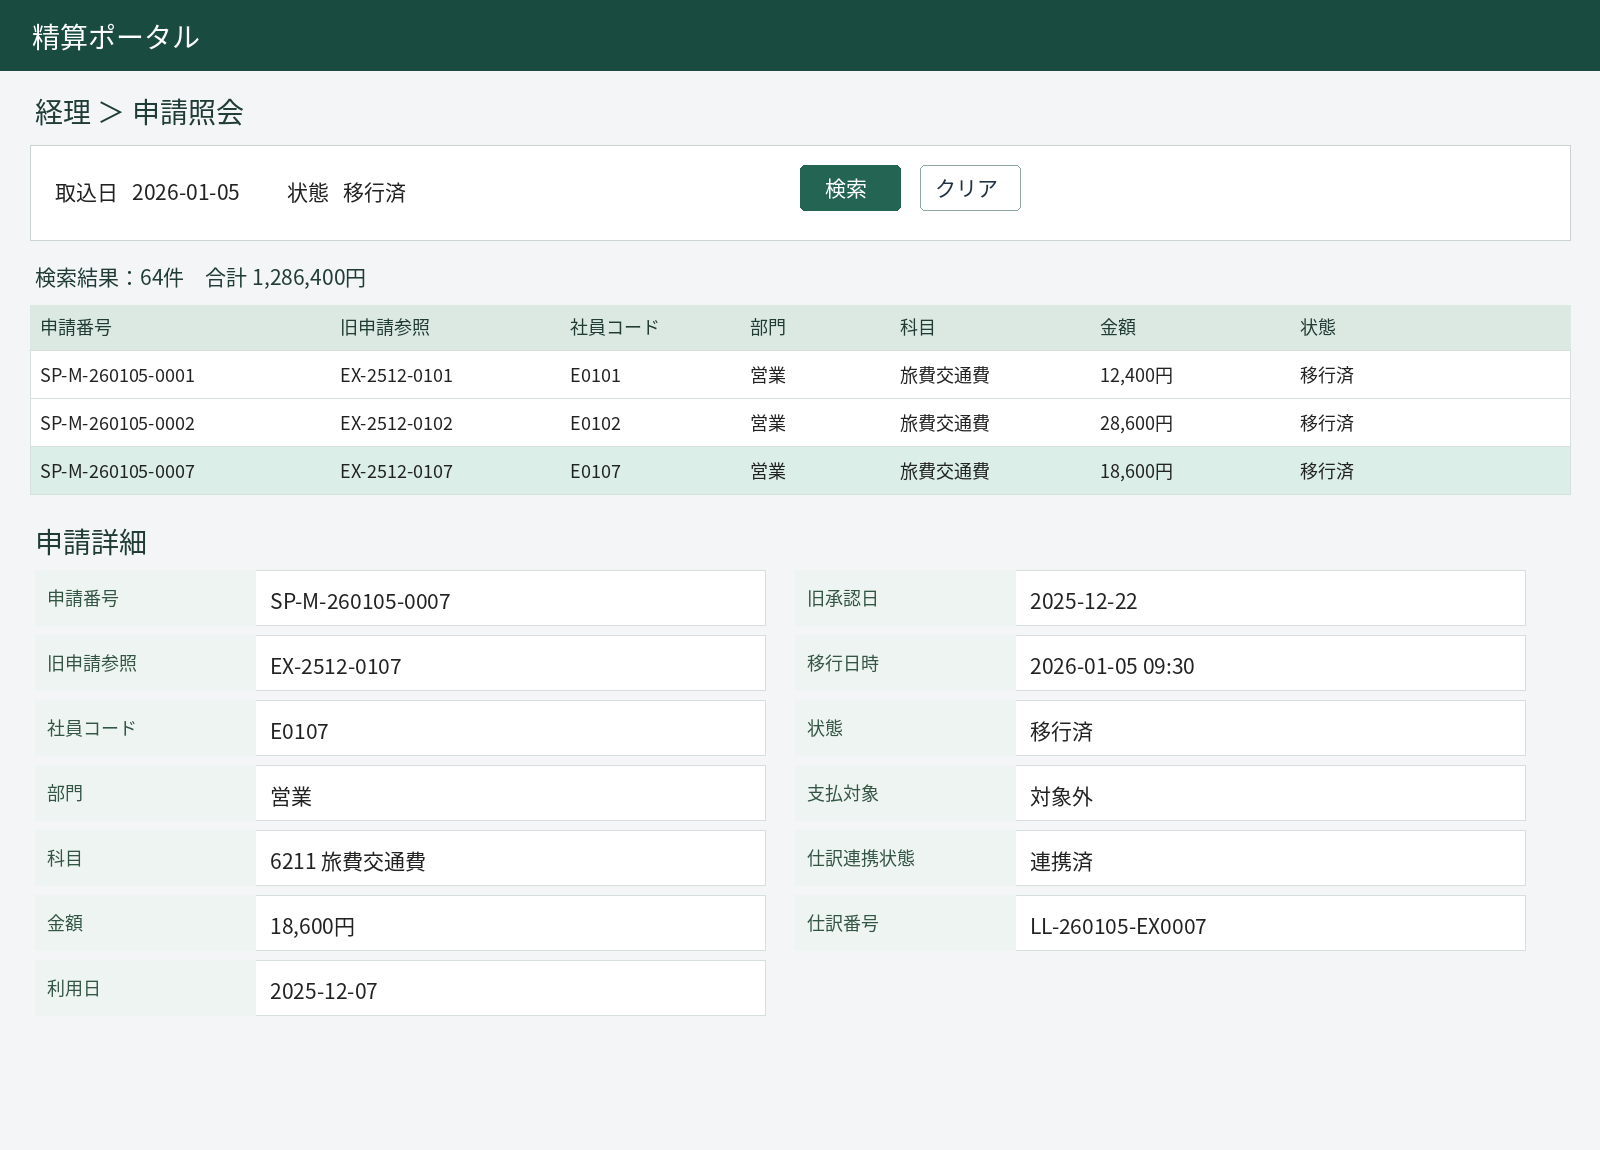 精算ポータル
経理 ＞ 申請照会
取込日 2026-01-05 状態 移行済 検索 クリア
検索結果：64件 合計 1,286,400円
申請番号 旧申請参照 社員コード 部門 科目 金額 状態
SP-M-260105-0001 EX-2512-0101 E0101 営業 旅費交通費 12,400円 移行済
SP-M-260105-0002 EX-2512-0102 E0102 営業 旅費交通費 28,600円 移行済
SP-M-260105-0007 EX-2512-0107 E0107 営業 旅費交通費 18,600円 移行済
申請詳細
申請番号 SP-M-260105-0007 旧承認日 2025-12-22
旧申請参照 EX-2512-0107 移行日時 2026-01-05 09:30
社員コード E0107 状態 移行済
部門 営業 支払対象 対象外
科目 6211 旅費交通費 仕訳連携状態 連携済
金額 18,600円 仕訳番号 LL-260105-EX0007
利用日 2025-12-07